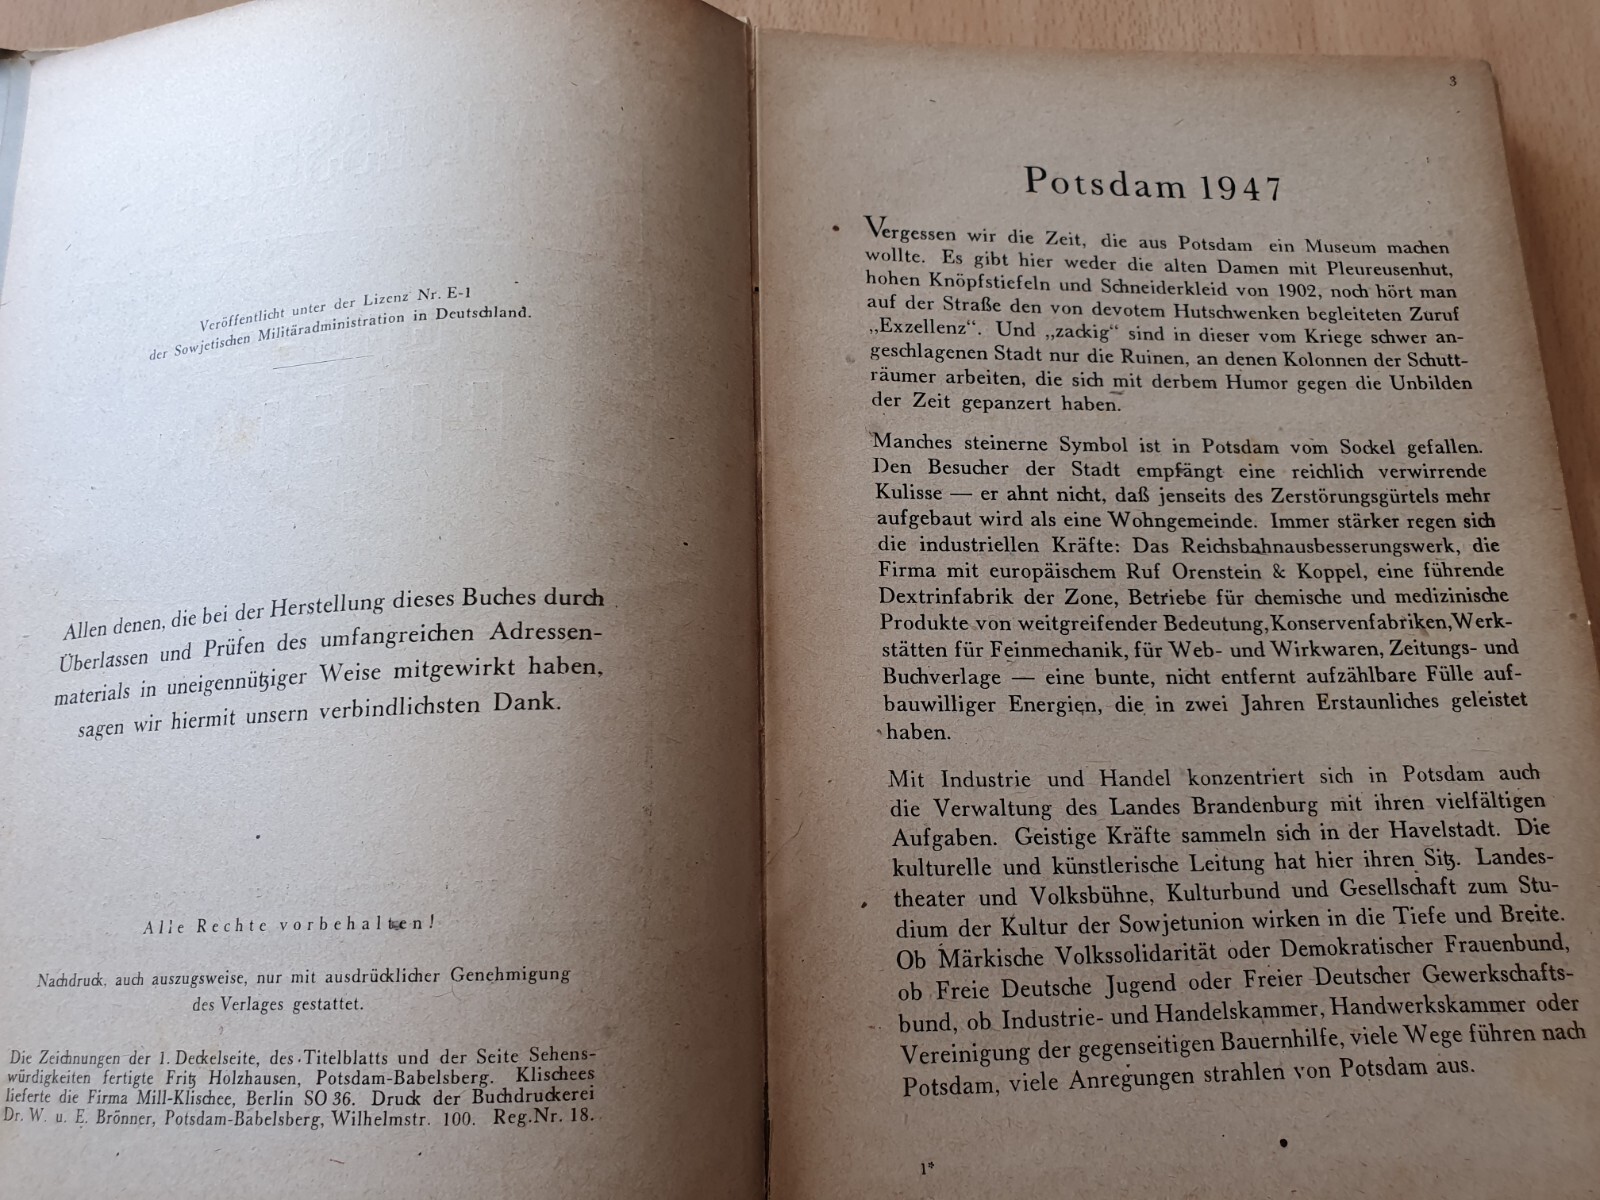 Veröffentlicht unter der Lizenz Nr. E-1
der Sowjetischen Militäradministration in Deutschland.
Allen denen, die bei der Herstellung dieses Buches durch
Überlassen und Prüfen des umfangreichen Adressen-
materials in uneigennütziger Weise mitgewirkt haben,
sagen wir hiermit unsern verbindlichsten Dank.
Alle Rechte vorbehalten!
Nachdruck, auch auszugsweise, nur mit ausdrücklicher Genehmigung
des Verlages gestattet.
Die Zeichnungen der 1. Deckelseite, des Titelblatts und der Seite Sehens-
würdigkeiten fertigte Fritz Holzhausen, Potsdam-Babelsberg. Klischees
lieferte die Firma Mill-Klischee, Berlin SO 36. Druck der Buchdruckerei
Dr. W. u. E. Brönner, Potsdam-Babelsberg, Wilhelmstr. 100. Reg.Nr. 18.
3
Potsdam 1947
Vergessen wir die Zeit, die aus Potsdam ein Museum machen
wollte. Es gibt hier weder die alten Damen mit Pleureusenhut,
hohen Knöpfstiefeln und Schneiderkleid von 1902, noch hört man
auf der Straße den von devotem Hutschwenken begleiteten Zuruf
„Exzellenz“. Und „zackig“ sind in dieser vom Kriege schwer an-
geschlagenen Stadt nur die Ruinen, an denen Kolonnen der Schutt-
räumer arbeiten, die sich mit derbem Humor gegen die Unbilden
der Zeit gepanzert haben.
Manches steinerne Symbol ist in Potsdam vom Sockel gefallen.
Den Besucher der Stadt empfängt eine reichlich verwirrende
Kulisse — er ahnt nicht, daß jenseits des Zerstörungsgürtels mehr
aufgebaut wird als eine Wohngemeinde. Immer stärker regen sich
die industriellen Kräfte: Das Reichsbahnausbesserungswerk, die
Firma mit europäischem Ruf Orenstein & Koppel, eine führende
Dextrinfabrik der Zone, Betriebe für chemische und medizinische
Produkte von weitgreifender Bedeutung, Konservenfabriken, Werk-
stätten für Feinmechanik, für Web- und Wirkwaren, Zeitungs- und
Buchverlage — eine bunte, nicht entfernt aufzählbare Fülle auf-
bauwilliger Energien, die in zwei Jahren Erstaunliches geleistet
haben.
Mit Industrie und Handel konzentriert sich in Potsdam auch
die Verwaltung des Landes Brandenburg mit ihren vielfältigen
Aufgaben. Geistige Kräfte sammeln sich in der Havelstadt. Die
kulturelle und künstlerische Leitung hat hier ihren Sitz. Landes-
theater und Volksbühne, Kulturbund und Gesellschaft zum Stu-
dium der Kultur der Sowjetunion wirken in die Tiefe und Breite.
Ob Märkische Volkssolidarität oder Demokratischer Frauenbund,
ob Freie Deutsche Jugend oder Freier Deutscher Gewerkschafts-
bund, ob Industrie- und Handelskammer, Handwerkskammer oder
Vereinigung der gegenseitigen Bauernhilfe, viele Wege führen nach
Potsdam, viele Anregungen strahlen von Potsdam aus.
1*